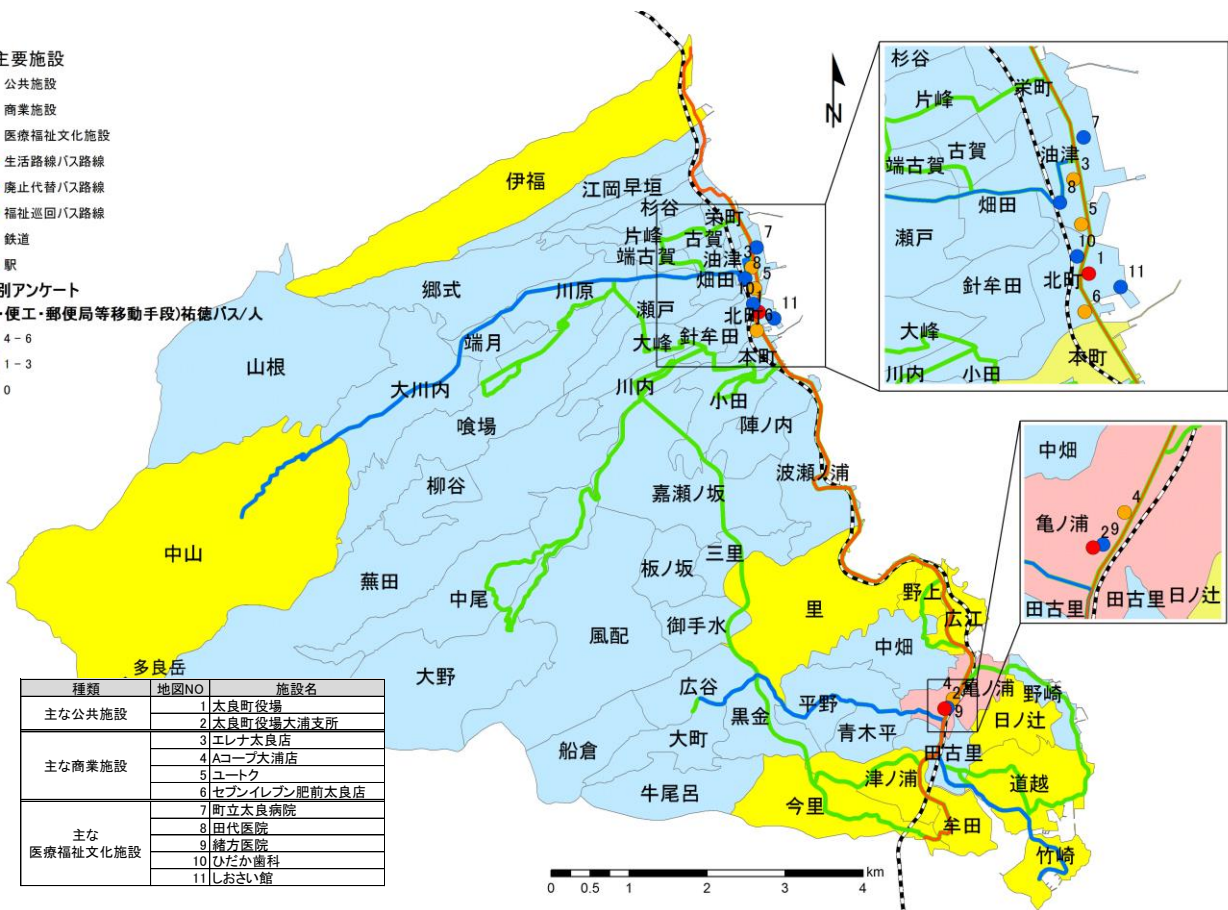 主要施設
公共施設
商業施設
医療福祉文化施設
生活路線バス路線
廃止代替バス路線
福祉巡回バス路線
鉄道
駅
別アンケート
・便工・郵便局等移動手段)祐徳バス/人
4 - 6
1 - 3
0
N
伊福
江岡 早垣
杉谷
栄町
片峰 古賀
7
端古賀 油津
3
8
畑田
5
10
1
11
北町
6
郷式
川原
瀬戸
針牟田
大峰
本町
端月
山根
大川内
川内
小田
喰場
陣ノ内
柳谷
嘉瀬ノ坂
波瀬ノ浦
中山
蕪田
中尾
板ノ坂
三里
里
野上
広江
風配
御手水
中畑
多良岳
大野
広谷
4
2
9
亀ノ浦
野崎
黒金
平野
日ノ辻
大町
青木平
船倉
田古里
津ノ浦
道越
牛尾呂
今里
牟田
竹崎
杉谷
栄町
片峰
7
古賀
油津
3
端古賀
8
畑田
5
瀬戸
10
1
北町
11
針牟田
6
大峰
本町
川内
小田
中畑
4
亀ノ浦
29
田古里
田古里
日ノ辻
種類 地図NO 施設名
主な公共施設 1 太良町役場
2 太良町役場大浦支所
主な商業施設 3 エレナ太良店
4 Aコープ大浦店
5 ユートク
6 セブンイレブン肥前太良店
主な
医療福祉文化施設
7 町立太良病院
8 田代医院
9 緒方医院
10 ひだか歯科
11 しおさい館
km
0 0.5 1 2 3 4